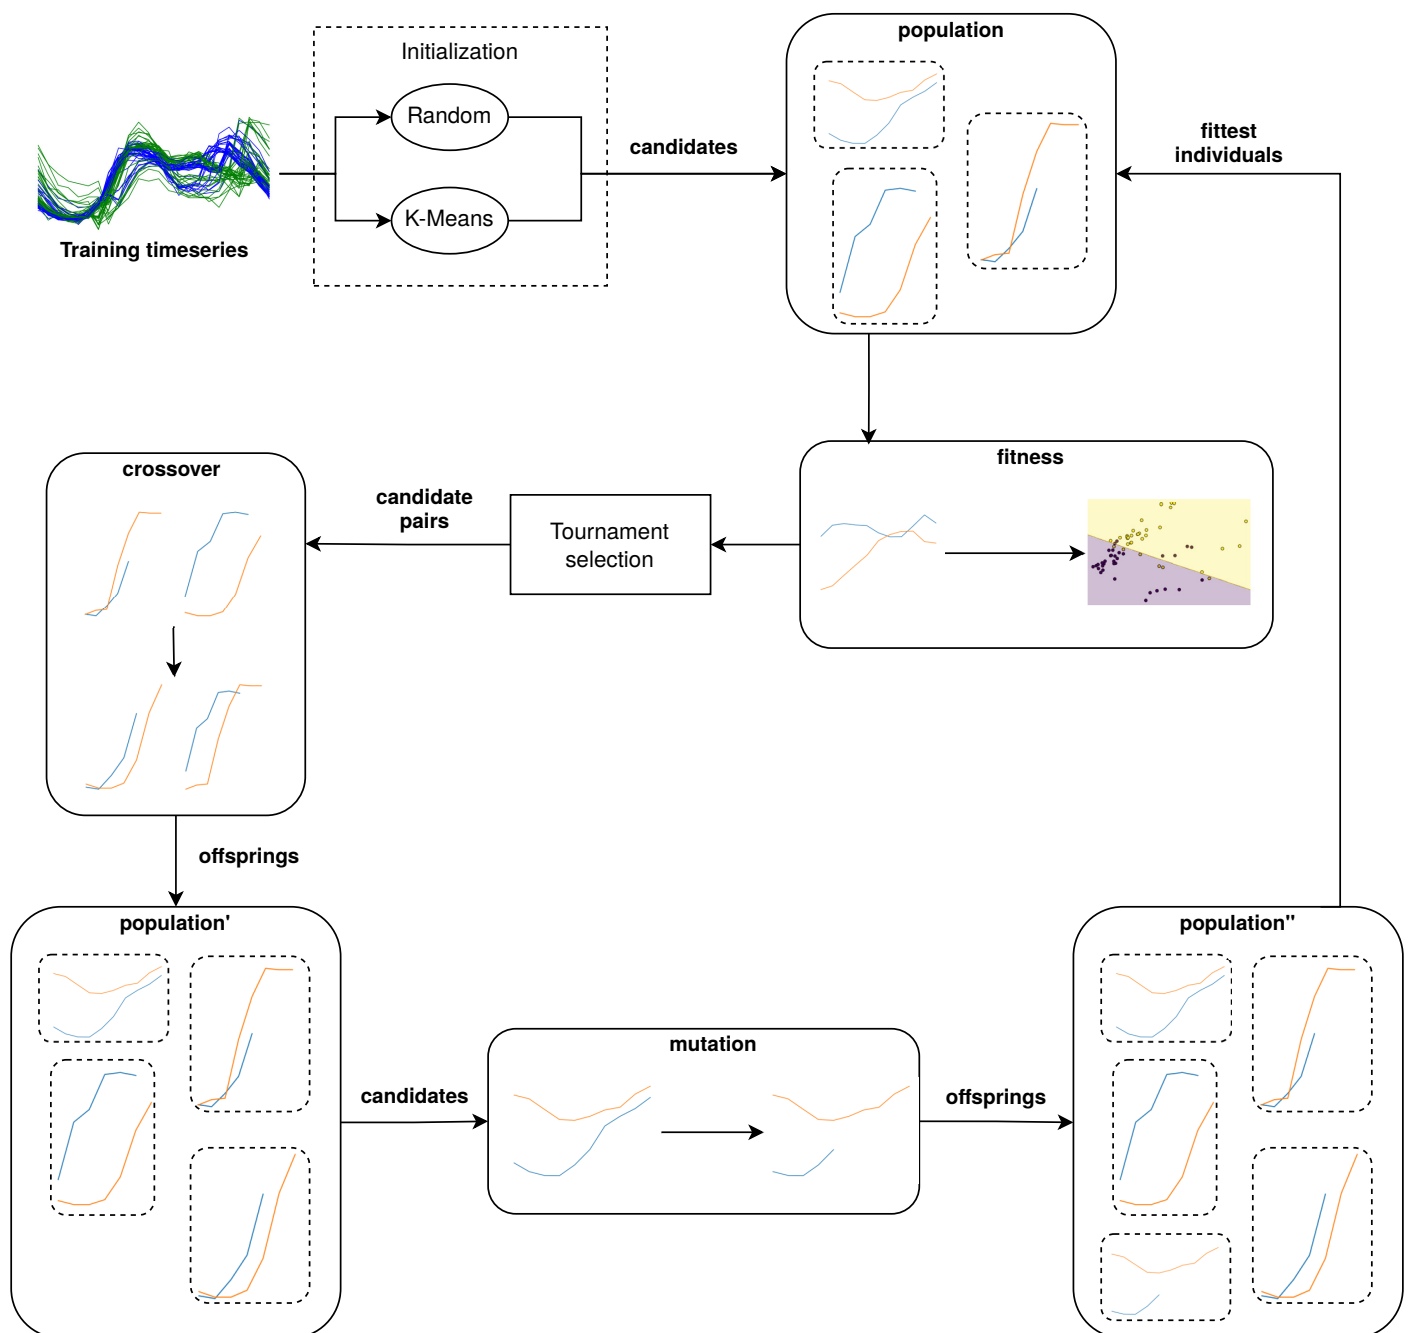 Initialization
Random
K-Means
Training timeseries
candidates
population
fittest
individuals
fitness
Tournament
selection
candidate
pairs
crossover
offsprings
population'
candidates
mutation
offsprings
population"